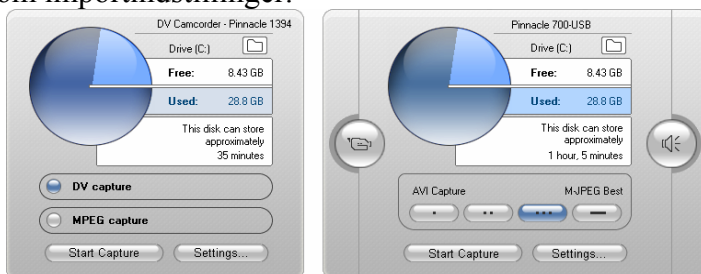 om importindstillinger.
DV Camcorder - Pinnacle 1394
Drive (C:)
Free: 8.43 GB
Used: 28.8 GB
This disk can store
approximately
35 minutes
DV capture
MPEG capture
Start Capture Settings...
Pinnacle 700-USB
Drive (C:)
Free: 8.43 GB
Used: 28.8 GB
This disk can store
approximately
1 hour, 5 minutes
AVI Capture M-JPEG Best
Start Capture Settings...